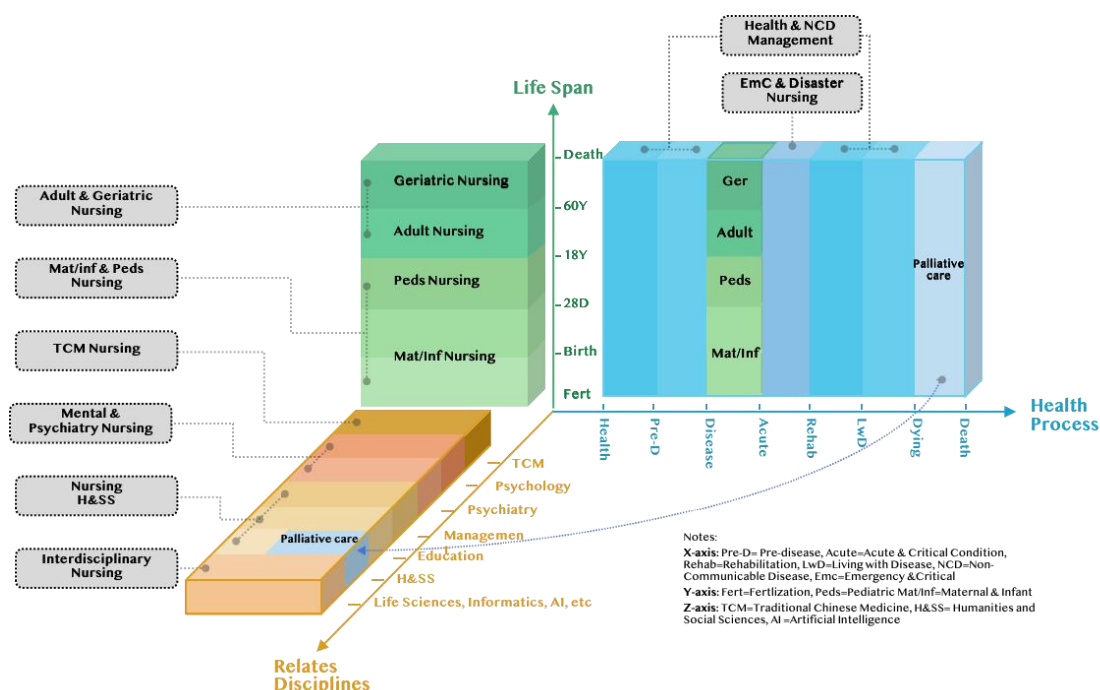 Health & NCD
Management
EmC & Disaster
Nursing
Life Span
Death
60Y
18Y
28D
Birth
Fert
Geriatric Nursing
Adult Nursing
Peds Nursing
Mat/Inf Nursing
Adult & Geriatric
Nursing
Mat/inf & Peds
Nursing
TCM Nursing
Mental &
Psychiatry Nursing
Nursing
H&SS
Interdisciplinary
Nursing
Ger
Adult
Peds
Mat/Inf
Palliative
care
Health
Process
Health
Pre-D
Disease
Acute
Rehab
LwD
Dying
Death
Palliative care
TCM
Psychology
Psychiatry
Managemen
Education
H&SS
Life Sciences, Informatics, AI, etc
Relates
Disciplines
Notes:
X-axis: Pre-D= Pre-disease, Acute=Acute & Critical Condition,
Rehab=Rehabilitation, LwD=Living with Disease, NCD=Non-
Communicable Disease, Emc=Emergency &Critical
Y-axis: Fert=Fertlization, Peds=Pediatric Mat/Inf=Maternal & Infant
Z-axis: TCM=Traditional Chinese Medicine, H&SS= Humanities and
Social Sciences, AI =Artificial Intelligence